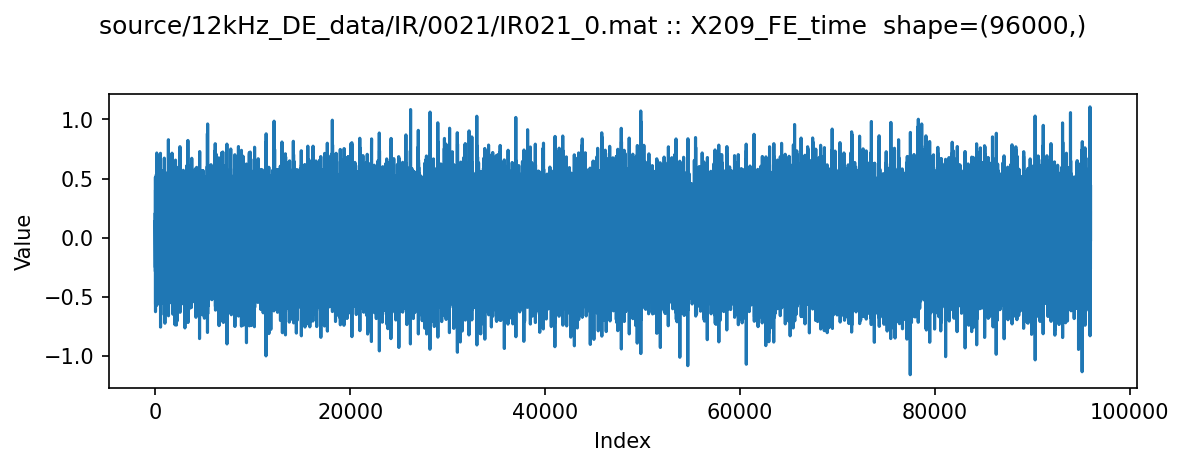 source/12kHz_DE_data/IR/0021/IR021_0.mat :: X209_FE_time  shape=(96000,)
1.0
0.5
0.0
−0.5
−1.0
Value
0 20000 40000 60000 80000 100000
Index